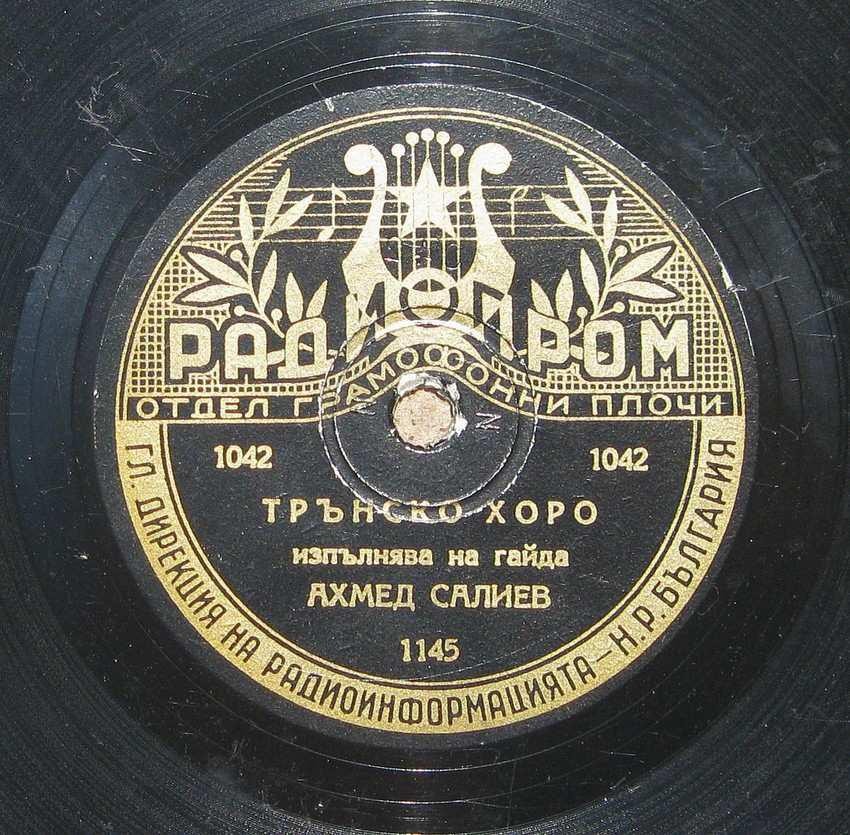 РАДИОПРОМ
ОТДЕЛ ГРАМОФОННИ ПЛОЧИ
1042 1042
ТРЪНСКО ХОРО
изпълнява на гайда
АХМЕД САЛИЕВ
1145
ГЛ. ДИРЕКЦИЯ НА РАДИОИНФОРМАЦИЯТА – Н.Р. БЪЛГАРИЯ